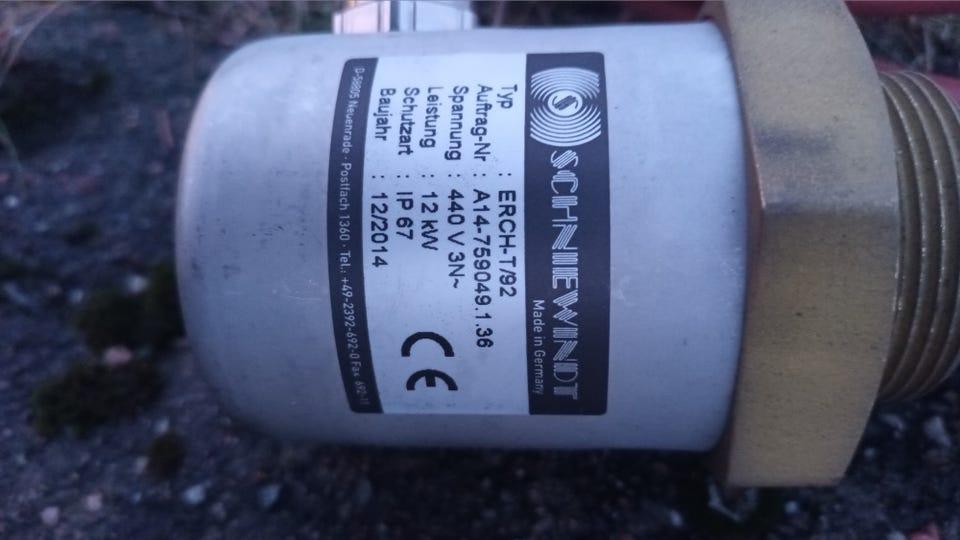 SCHNIEWINDT
Made in Germany
Typ : ERCH-T/92
Auftrag-Nr : A14-759049.1.36
Spannung : 440 V 3N~
Leistung : 12 kW
Schutzart : IP 67
Baujahr : 12/2014
CE
D-58805 Neuenrade · Postfach 1360 · Tel.: +49-2392-692-0 Fax 692-11